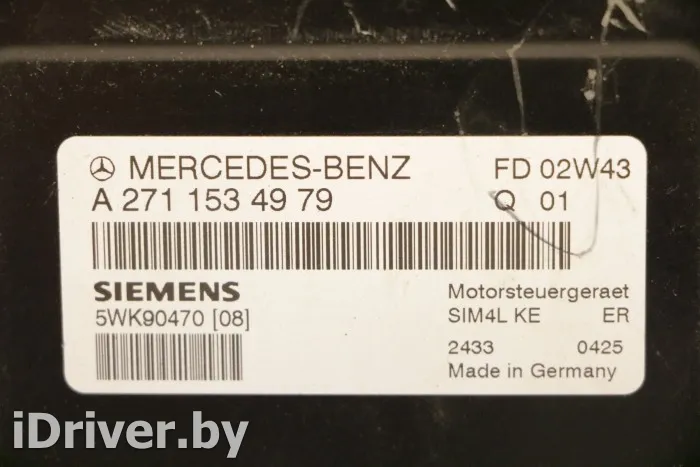 MERCEDES-BENZ FD 02W43
A 271 153 49 79 Q 01
SIEMENS Motorsteuergeraet
5WK90470 [08] SIM4L KE ER
2433 0425
Made in Germany
iDriver.by